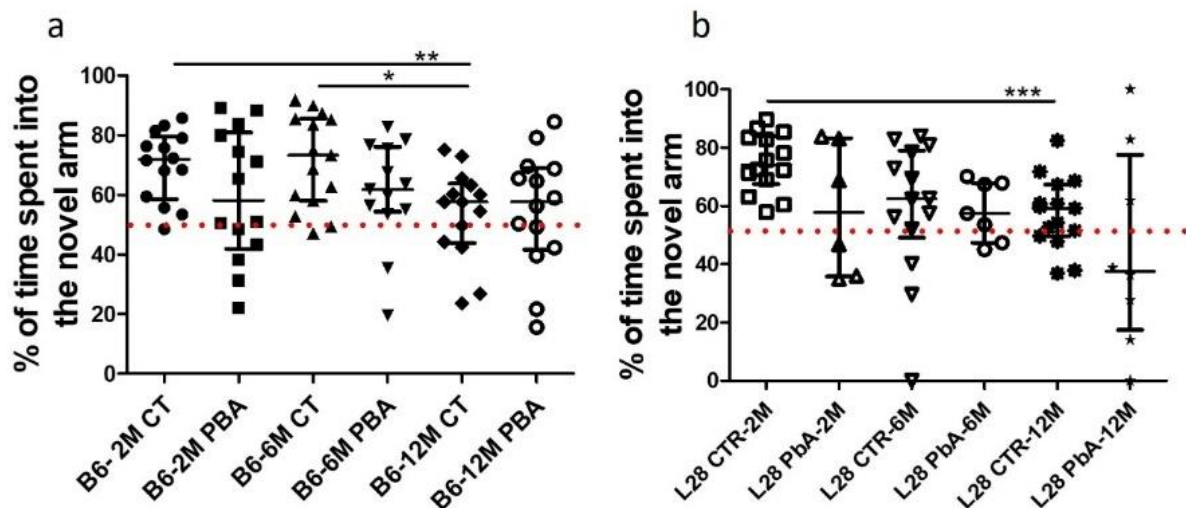 a
% of time spent into
the novel arm
100
80
60
40
20
0
**
*
B6- 2M CT
B6-2M PBA
B6-6M CT
B6-6M PBA
B6-12M CT
B6-12M PBA
b
% of time spent into
the novel arm
100
80
60
40
20
0
***
L28 CTR-2M
L28 PbA-2M
L28 CTR-6M
L28 PbA-6M
L28 CTR-12M
L28 PbA-12M